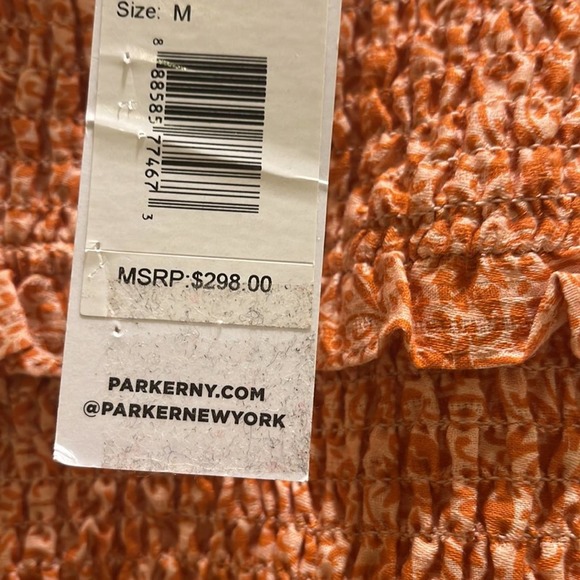 Size: M
8 88585 77467 3
MSRP:$298.00
PARKERNY.COM
@PARKERNEWYORK